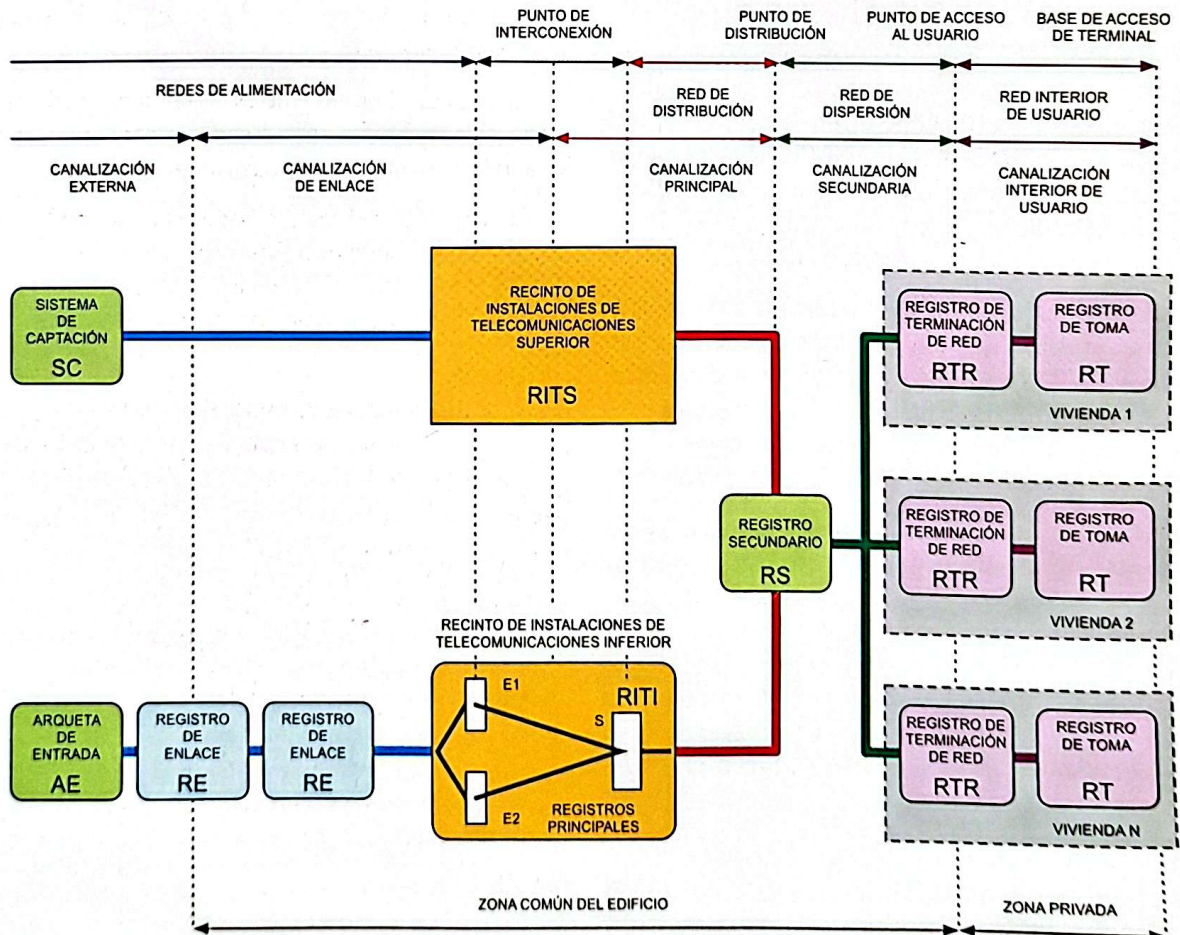 PUNTO DE
INTERCONEXIÓN
PUNTO DE
DISTRIBUCIÓN
PUNTO DE ACCESO
AL USUARIO
BASE DE ACCESO
DE TERMINAL
REDES DE ALIMENTACIÓN
RED DE
DISTRIBUCIÓN
RED DE
DISPERSIÓN
RED INTERIOR
DE USUARIO
CANALIZACIÓN
EXTERNA
CANALIZACIÓN
DE ENLACE
CANALIZACIÓN
PRINCIPAL
CANALIZACIÓN
SECUNDARIA
CANALIZACIÓN
INTERIOR DE
USUARIO
SISTEMA
DE
CAPTACIÓN
SC
RECINTO DE
INSTALACIONES DE
TELECOMUNICACIONES
SUPERIOR
RITS
REGISTRO DE
TERMINACIÓN
DE RED
RTR
REGISTRO
DE TOMA
RT
VIVIENDA 1
REGISTRO
SECUNDARIO
RS
REGISTRO DE
TERMINACIÓN
DE RED
RTR
REGISTRO
DE TOMA
RT
VIVIENDA 2
RECINTO DE INSTALACIONES DE
TELECOMUNICACIONES INFERIOR
ARQUETA
DE
ENTRADA
AE
REGISTRO
DE
ENLACE
RE
REGISTRO
DE
ENLACE
RE
E1
RITI
S
E2
REGISTROS
PRINCIPALES
REGISTRO DE
TERMINACIÓN
DE RED
RTR
REGISTRO
DE TOMA
RT
VIVIENDA N
ZONA COMÚN DEL EDIFICIO
ZONA PRIVADA